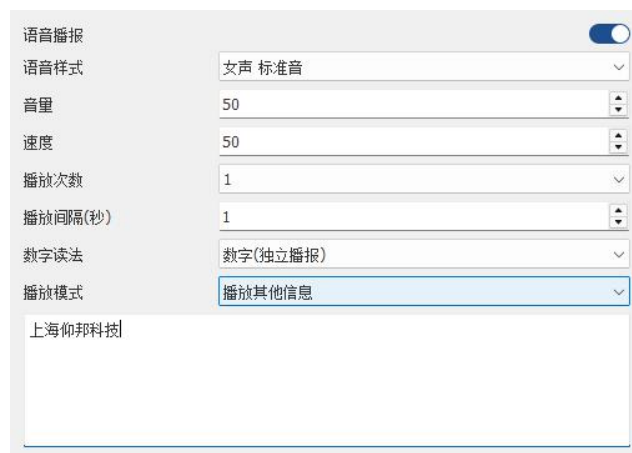 语音播报
语音样式 女声 标准音
音量 50
速度 50
播放次数 1
播放间隔(秒) 1
数字读法 数字(独立播报)
播放模式 播放其他信息
上海仰邦科技